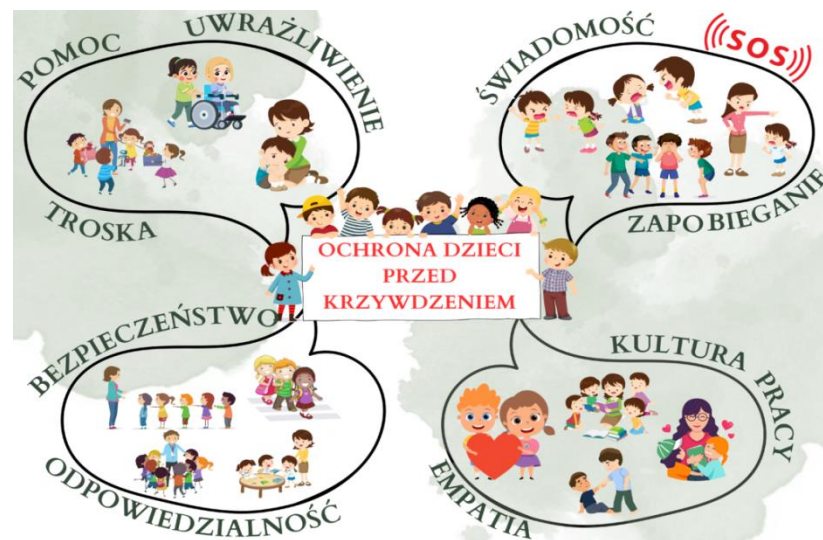 POMOC
UWRAŻLIWIENIE
TROSKA
ŚWIADOMOŚĆ
SOS
ZAPOBIEGANIE
OCHRONA DZIECI
PRZED
KRZYWDZENIEM
BEZPIECZEŃSTWO
ODPOWIEDZIALNOŚĆ
KULTURA PRACY
EMPATIA